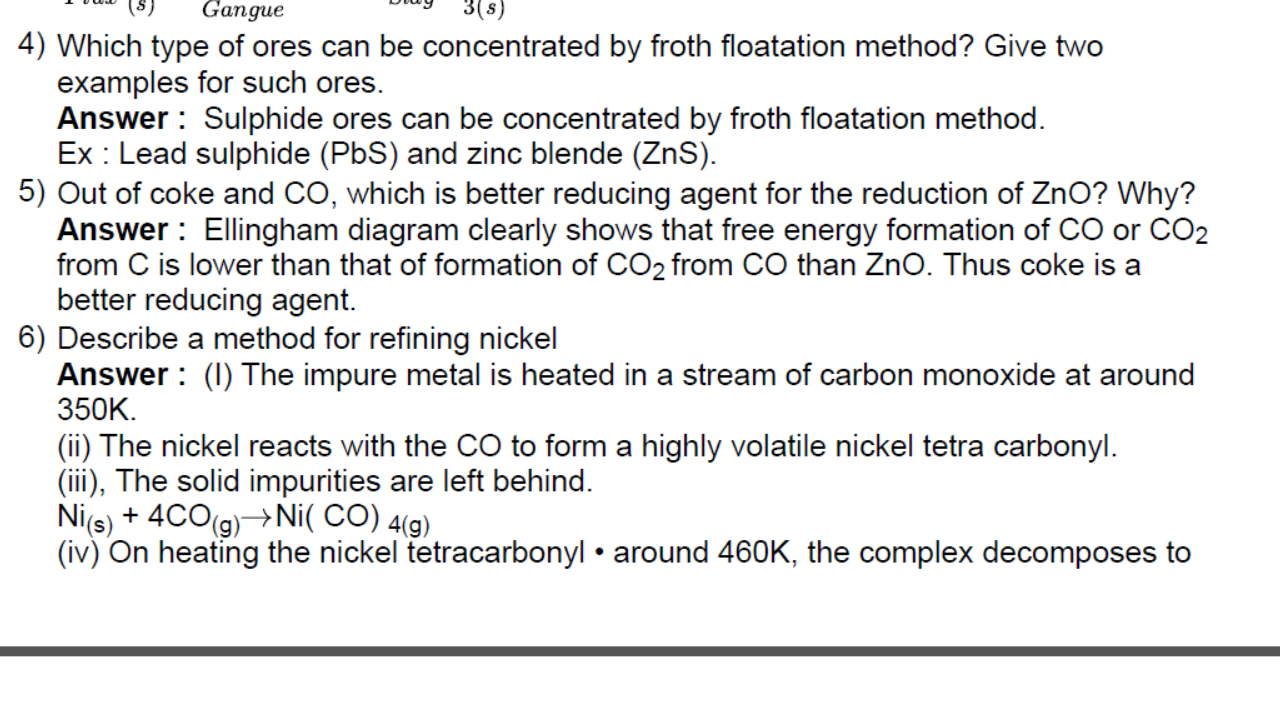 (s) Gangue 3(s)
4) Which type of ores can be concentrated by froth floatation method? Give two
examples for such ores.
Answer : Sulphide ores can be concentrated by froth floatation method.
Ex : Lead sulphide (PbS) and zinc blende (ZnS).
5) Out of coke and CO, which is better reducing agent for the reduction of ZnO? Why?
Answer : Ellingham diagram clearly shows that free energy formation of CO or CO₂
from C is lower than that of formation of CO₂ from CO than ZnO. Thus coke is a
better reducing agent.
6) Describe a method for refining nickel
Answer : (I) The impure metal is heated in a stream of carbon monoxide at around
350K.
(ii) The nickel reacts with the CO to form a highly volatile nickel tetra carbonyl.
(iii), The solid impurities are left behind.
Ni(s) + 4CO(g)→Ni( CO) 4(g)
(iv) On heating the nickel tetracarbonyl • around 460K, the complex decomposes to